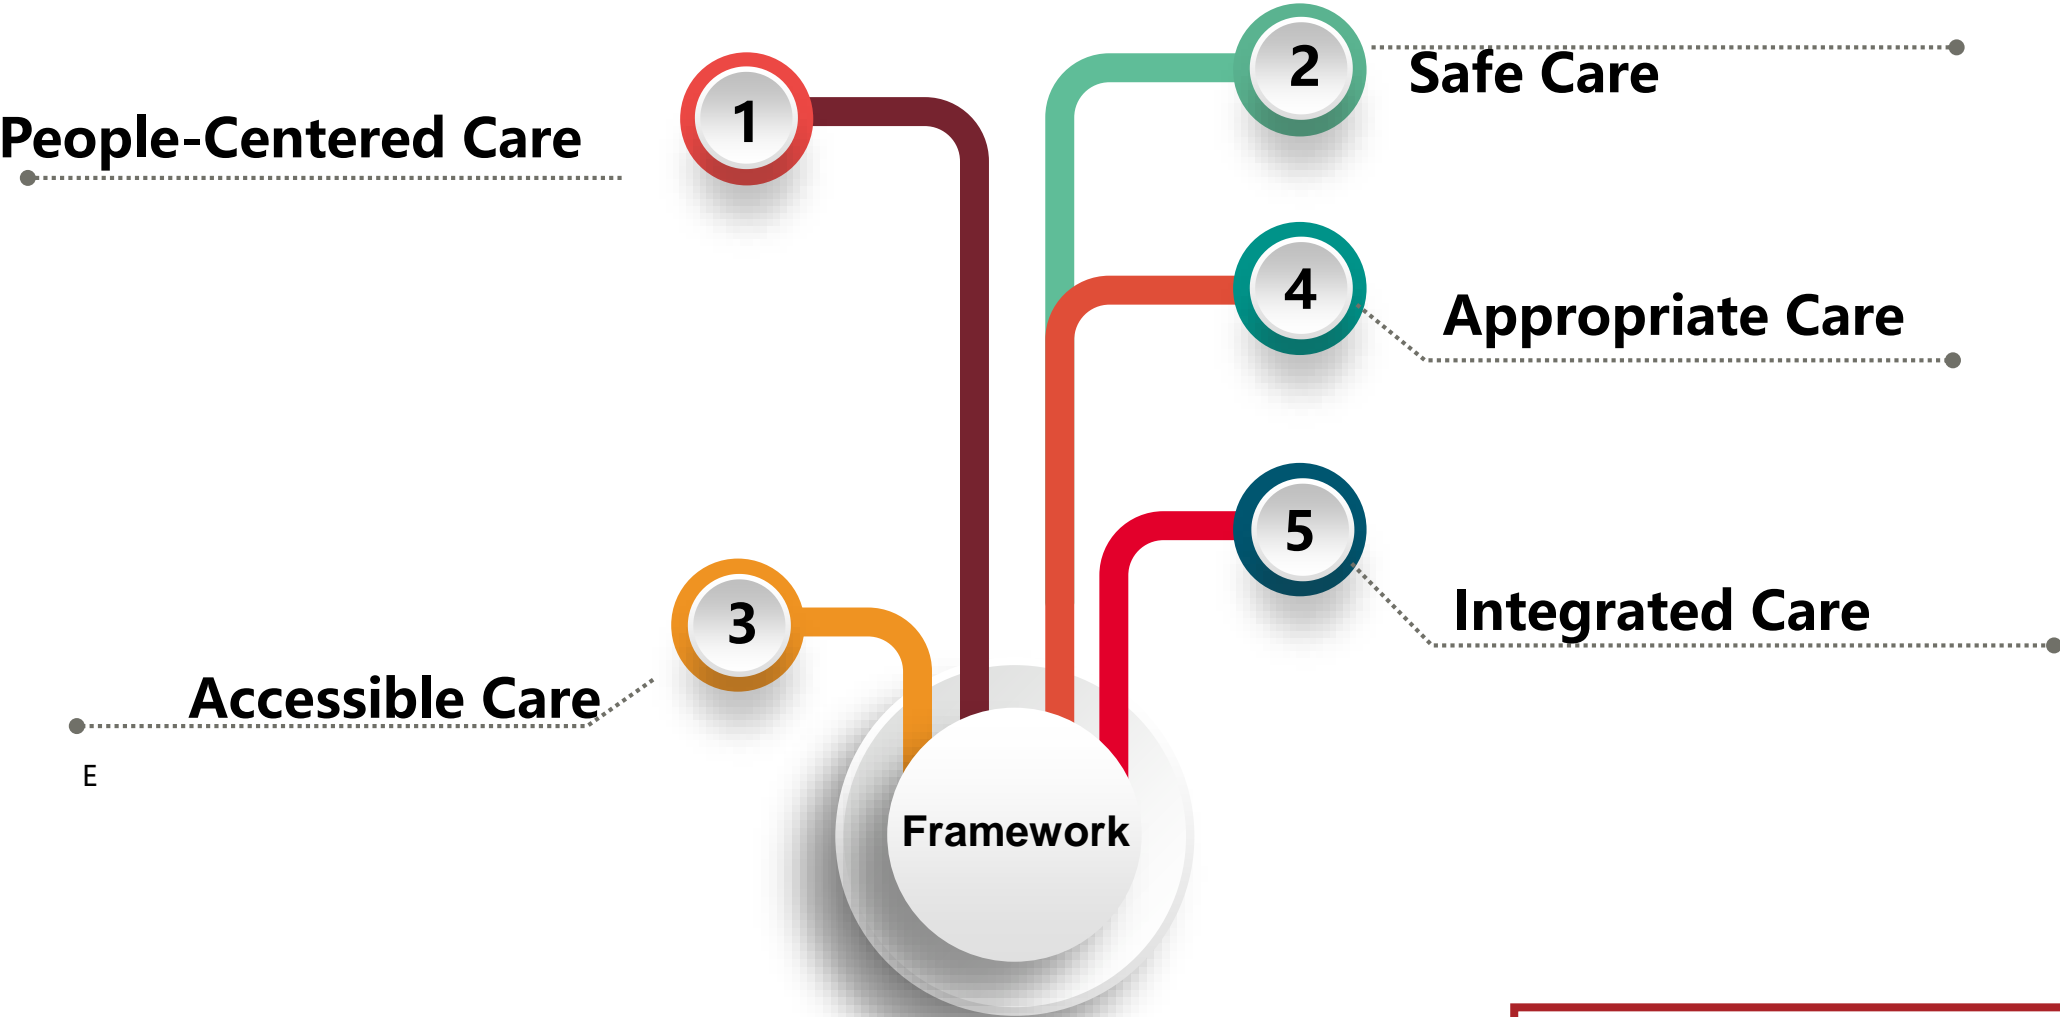 1
People-Centered Care
2
Safe Care
4
Appropriate Care
5
Integrated Care
3
Accessible Care
E
Framework